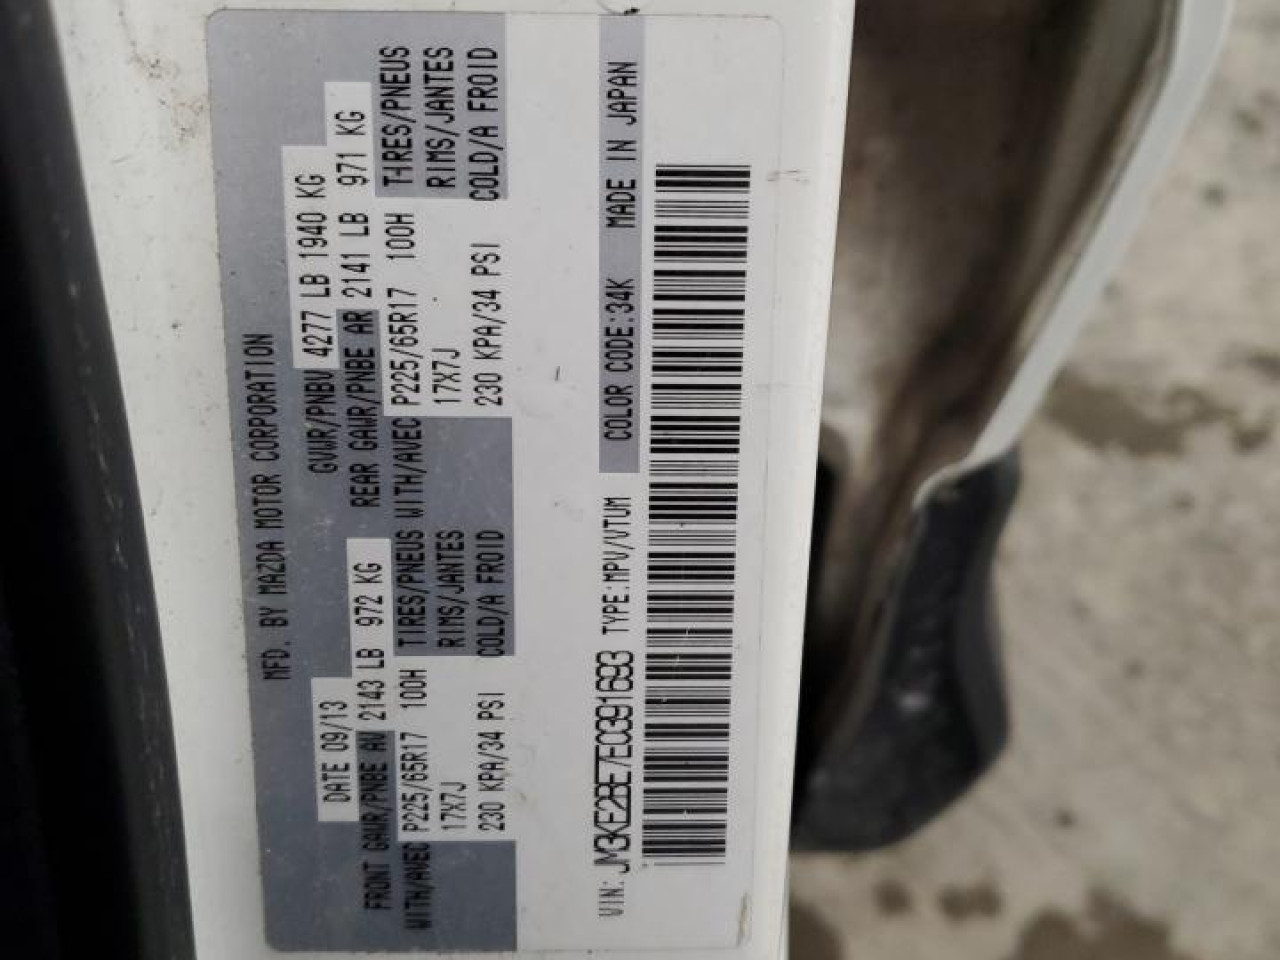 MFD. BY MAZDA MOTOR CORPORATION
DATE 09/13 GVWR/PNBV 4277 LB 1940 KG
FRONT GAWR/PNBE AV 2143 LB 972 KG REAR GAWR/PNBE AR 2141 LB 971 KG
WITH/AVEC P225/65R17 100H TIRES/PNEUS WITH/AVEC P225/65R17 100H TIRES/PNEUS
17X7J RIMS/JANTES 17X7J RIMS/JANTES
230 KPA/34 PSI COLD/A FROID 230 KPA/34 PSI COLD/A FROID
VIN: JM3KE2BE7E0391693 TYPE:MPV/VTUM COLOR CODE:34K MADE IN JAPAN